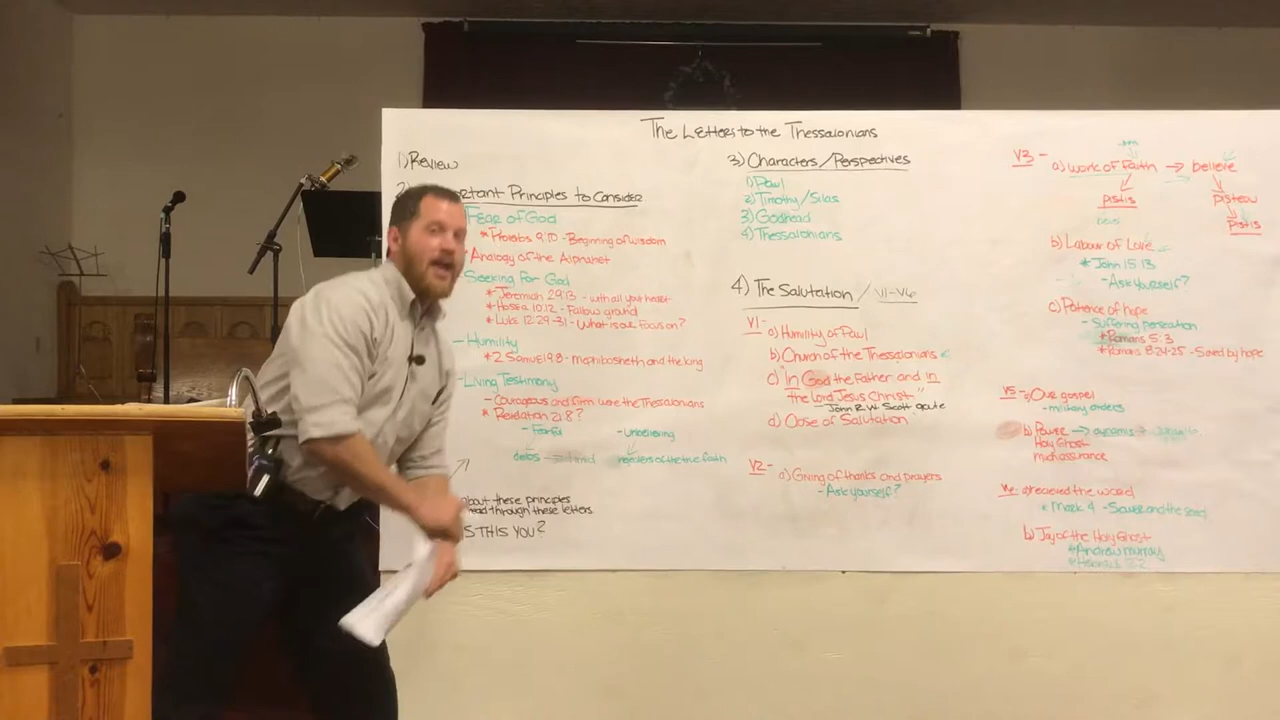 The Letters to the Thessalonians
1) Review
2)
rtant Principles to Consider
Fear of God
* Proverbs 9:10 - Beginning of wisdom
- Analogy of the Alphabet
- Seeking for God
* Jeremiah 29:13 - with all your heart
* Hosea 10:12 - Fallow ground
* Luke 12:29-31 - What is our focus on?
- Humility
* 2 Samuel 9:8 - Mephibosheth and the king
- Living Testimony
- Courageous and firm were the Thessalonians
* Revelation 21:8?
- Fearful
- Unbelieving
delos
timid
rejecters of the true faith
about these principles
read through these letters
IS THIS YOU?
3) Characters/Perspectives
1) Paul
2) Timothy/Silas
3) Godhead
4) Thessalonians
4) The Salutation / V1-V6
V1-
a) Humility of Paul
b) Church of the Thessalonians
c) "In God the Father and in
the Lord Jesus Christ"
- John R.W. Scott quote
d) Close of Salutation
V2-
a) Giving of thanks and prayers
- Ask yourself?
V3 -
a) work of Faith → believe
pistis
pisteou
Pistis
b) Labour of Love
* John 15:13
- Ask yourself?
c) Patience of hope
- Suffering persecution
* Romans 5:3
* Romans 8:24-25 - Saved by hope
V5 - a) Our gospel
- military orders
b) Power → dynamis
Holy Ghost
much assurance
V6: a) recieved the word
* Mark 4 - Sower and the seed
b) Joy of the Holy Ghost
* Andrew Murray